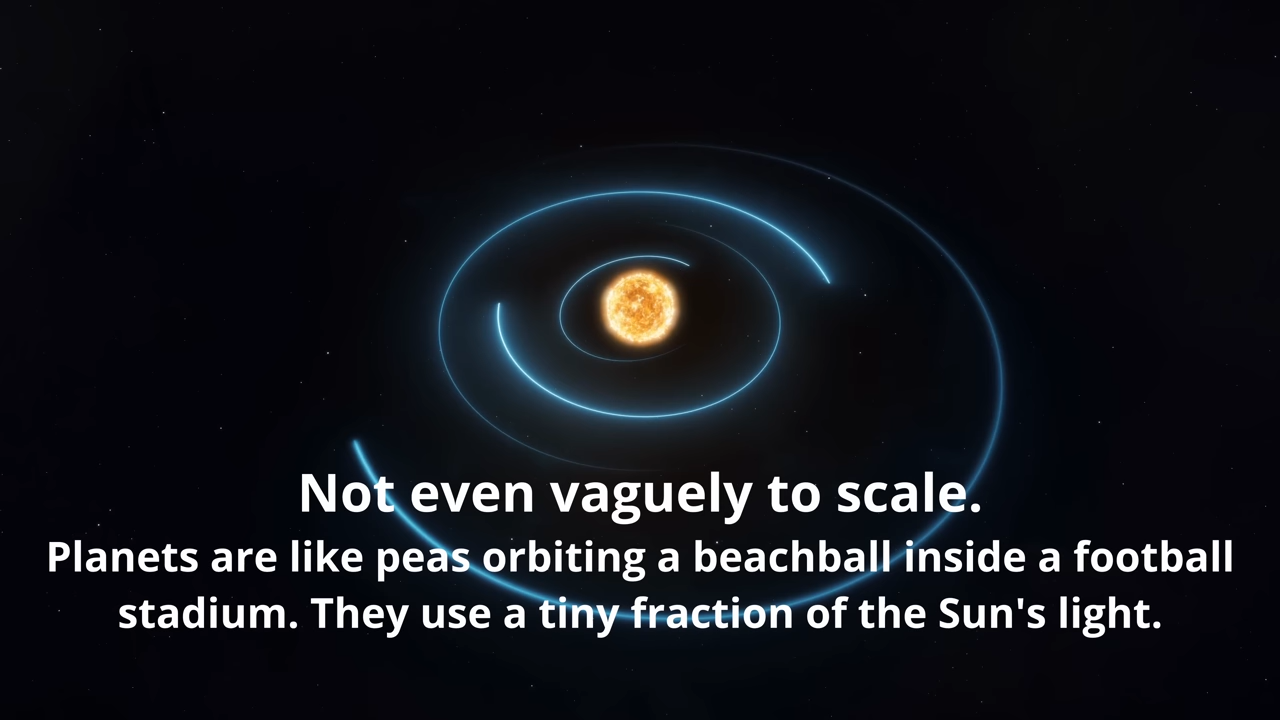 Not even vaguely to scale.
Planets are like peas orbiting a beachball inside a football
stadium. They use a tiny fraction of the Sun's light.